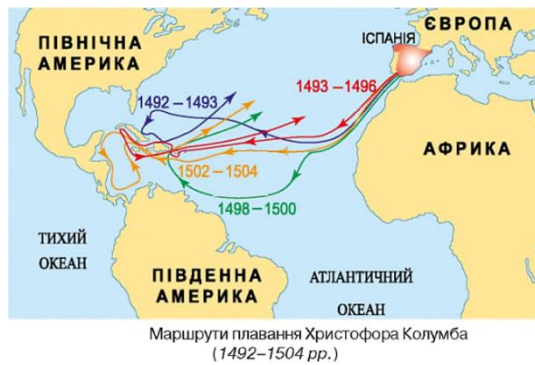 ЄВРОПА
ІСПАНІЯ
ПІВНІЧНА
АМЕРИКА
1493–1496
1492–1493
АФРИКА
1502–1504
1498–1500
ТИХИЙ
ОКЕАН
ПІВДЕННА
АМЕРИКА
АТЛАНТИЧНИЙ
ОКЕАН
Маршрути плавання Христофора Колумба
(1492–1504 рр.)